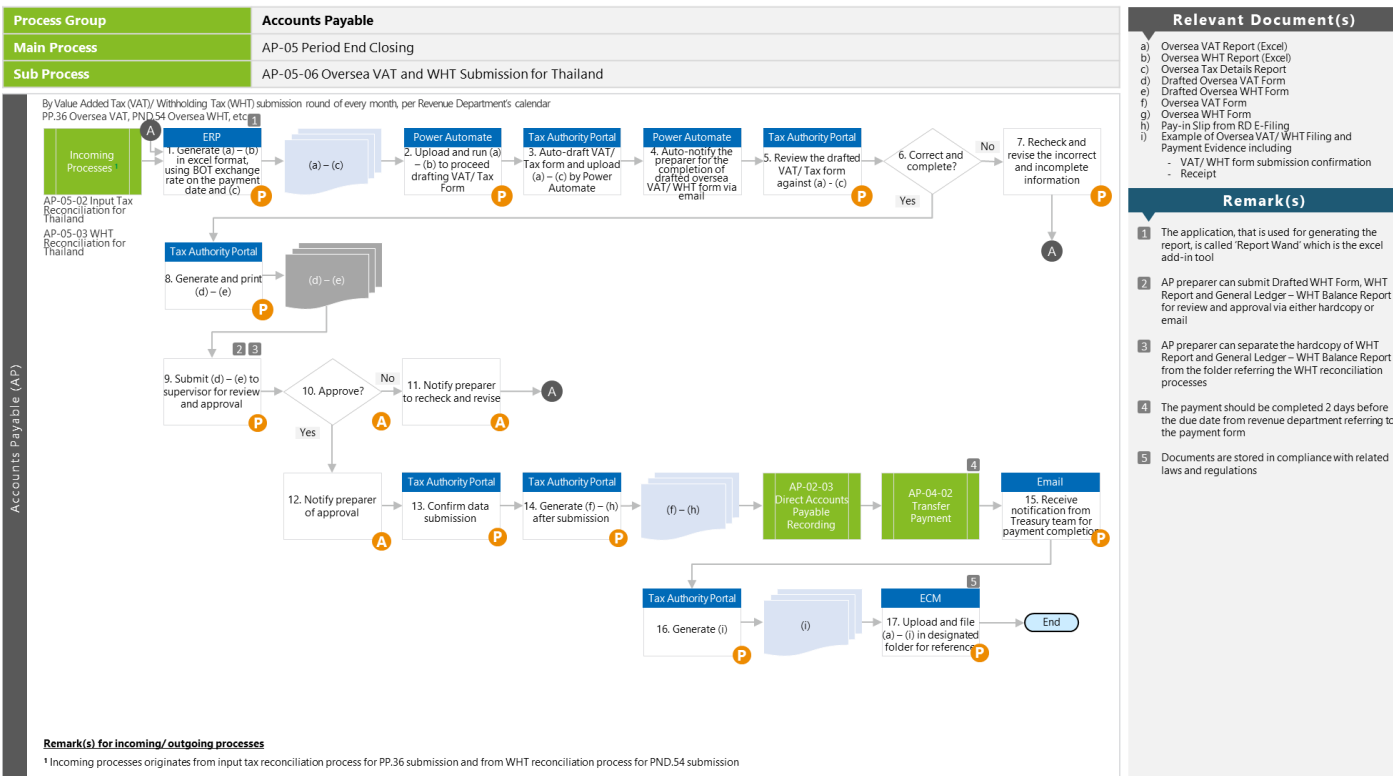 Process Group
Accounts Payable
Main Process
AP-05 Period End Closing
Sub Process
AP-05-06 Oversea VAT and WHT Submission for Thailand
Accounts Payable (AP)
By Value Added Tax (VAT)/ Withholding Tax (WHT) submission round of every month, per Revenue Department's calendar
PP.36 Oversea VAT, PND.54 Oversea WHT, etc
Incoming
Processes 1
AP-05-02 Input Tax
Reconciliation for
Thailand
AP-05-03 WHT
Reconciliation for
Thailand
A
1
ERP
1. Generate (a) – (b)
in excel format,
using BOT exchange
rate on the payment
date and (c)
P
(a) – (c)
Power Automate
2. Upload and run (a)
– (b) to proceed
drafting VAT/ Tax
Form
P
Tax Authority Portal
3. Auto-draft VAT/
Tax form and upload
(a) – (c) by Power
Automate
Power Automate
4. Auto-notify the
preparer for the
completion of
drafted oversea
VAT/ WHT form via
email
Tax Authority Portal
5. Review the drafted
VAT/ Tax form
against (a) - (c)
P
6. Correct and
complete?
No
Yes
7. Recheck and
revise the incorrect
and incomplete
information
P
A
Tax Authority Portal
8. Generate and print
(d) – (e)
P
(d) – (e)
2 3
9. Submit (d) – (e) to
supervisor for review
and approval
P
10. Approve?
A
No
Yes
11. Notify preparer
to recheck and revise
A
A
12. Notify preparer
of approval
A
Tax Authority Portal
13. Confirm data
submission
P
Tax Authority Portal
14. Generate (f) – (h)
after submission
P
(f) – (h)
AP-02-03
Direct Accounts
Payable
Recording
4
AP-04-02
Transfer
Payment
Email
15. Receive
notification from
Treasury team for
payment completion
P
Tax Authority Portal
16. Generate (i)
P
(i)
5
ECM
17. Upload and file
(a) – (i) in designated
folder for reference
P
End
Remark(s) for incoming/ outgoing processes
1 Incoming processes originates from input tax reconciliation process for PP.36 submission and from WHT reconciliation process for PND.54 submission
Relevant Document(s)
a) Oversea VAT Report (Excel)
b) Oversea WHT Report (Excel)
c) Oversea Tax Details Report
d) Drafted Oversea VAT Form
e) Drafted Oversea WHT Form
f) Oversea VAT Form
g) Oversea WHT Form
h) Pay-in Slip from RD E-Filing
i) Example of Oversea VAT/ WHT Filing and
Payment Evidence including
- VAT/ WHT form submission confirmation
- Receipt
Remark(s)
1 The application, that is used for generating the
report, is called 'Report Wand' which is the excel
add-in tool
2 AP preparer can submit Drafted WHT Form, WHT
Report and General Ledger – WHT Balance Report
for review and approval via either hardcopy or
email
3 AP preparer can separate the hardcopy of WHT
Report and General Ledger – WHT Balance Report
from the folder referring the WHT reconciliation
processes
4 The payment should be completed 2 days before
the due date from revenue department referring to
the payment form
5 Documents are stored in compliance with related
laws and regulations